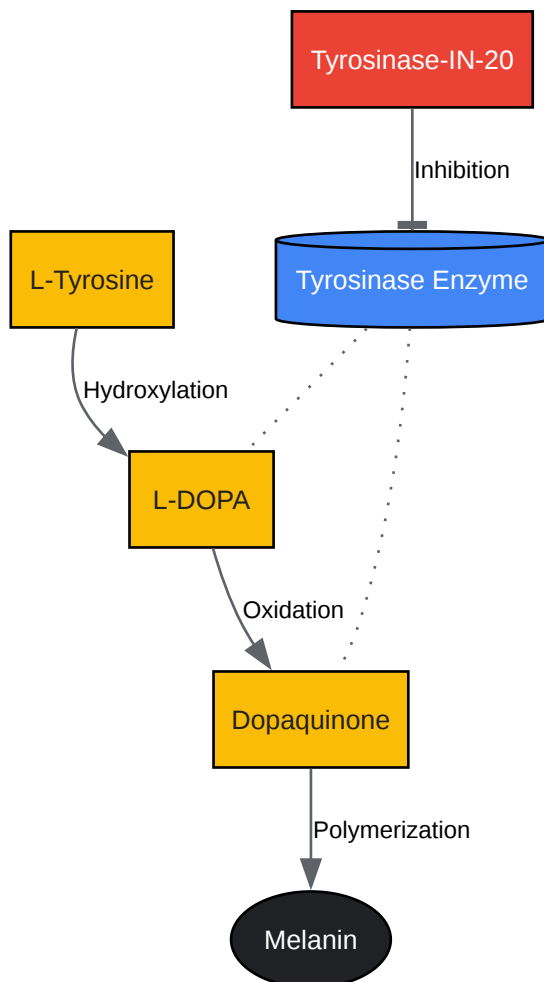 Tyrosinase-IN-20
Inhibition
L-Tyrosine
Tyrosinase Enzyme
Hydroxylation
L-DOPA
Oxidation
Dopaquinone
Polymerization
Melanin